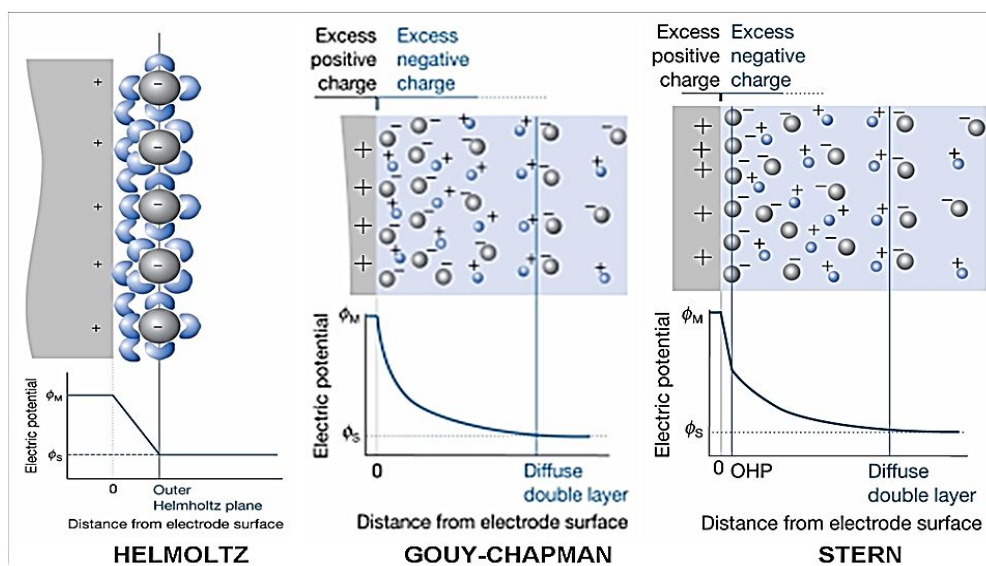 Electric potential
ϕM
ϕS
0
Outer
Helmholtz plane
Distance from electrode surface
HELMOLTZ
Excess Excess
positive negative
charge charge
Electric potential
ϕM
ϕS
0
Diffuse
double layer
Distance from electrode surface
GOUY-CHAPMAN
Excess Excess
positive negative
charge charge
Electric potential
ϕM
ϕS
0 OHP
Diffuse
double layer
Distance from electrode surface
STERN